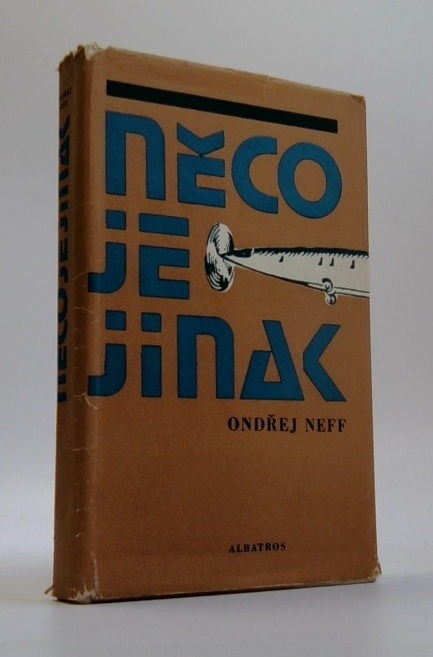 NĚCO
JE
JINAK
ONDŘEJ NEFF
ALBATROS
NĚCO JE JINAK